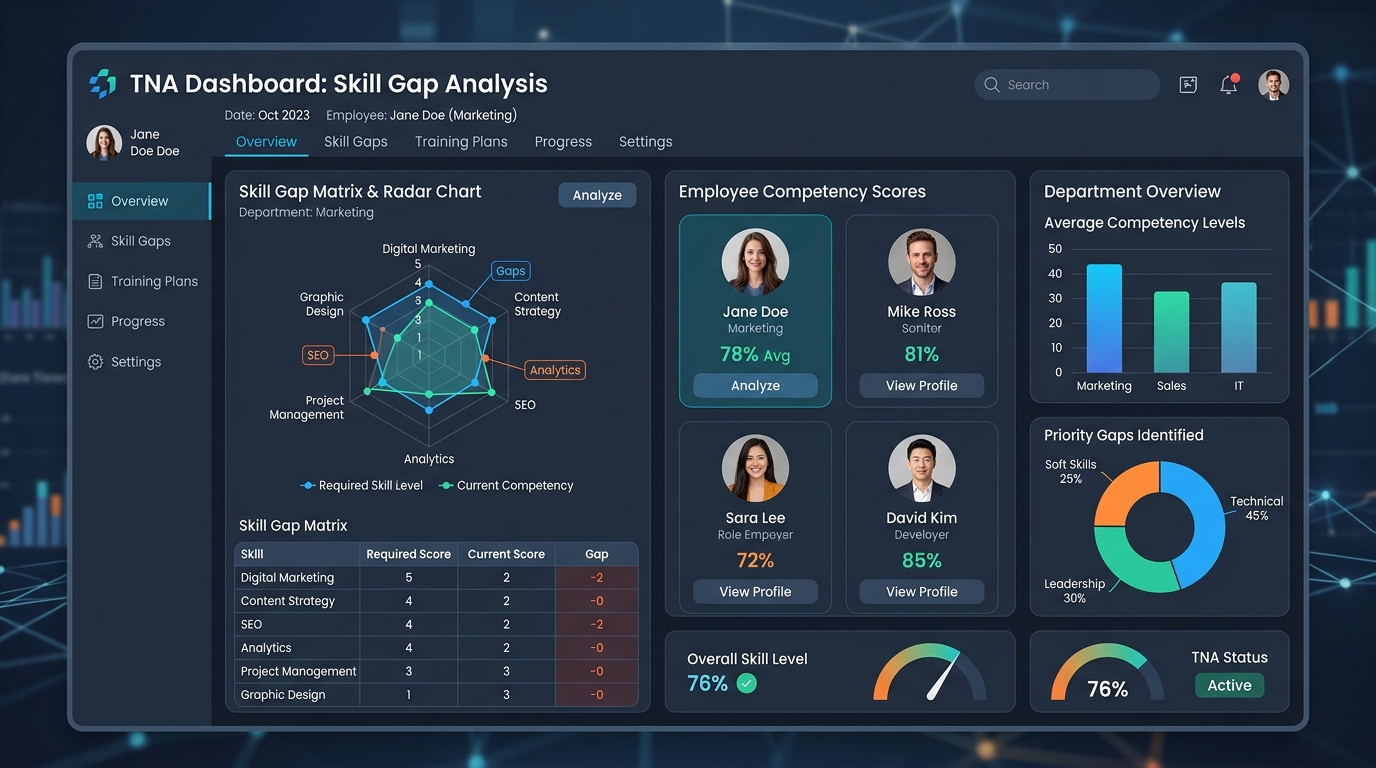 TNA Dashboard: Skill Gap Analysis
Search
Date: Oct 2023 Employee: Jane Doe (Marketing)
Jane
Doe Doe
Overview Skill Gaps Training Plans Progress Settings
Overview
Skill Gaps
Training Plans
Progress
Settings
Skill Gap Matrix & Radar Chart
Department: Marketing
Analyze
Digital Marketing
5
4
3
3
1
1
Gaps
Content
Strategy
Graphic
Design
SEO
Analytics
Project
Management
SEO
Analytics
Required Skill Level Current Competency
Skill Gap Matrix
Skill Required Score Current Score Gap
Digital Marketing 5 2 -2
Content Strategy 4 2 -0
SEO 4 2 -2
Analytics 4 2 -0
Project Management 3 3 -0
Graphic Design 1 3 -0
Employee Competency Scores
Jane Doe
Marketing
78% Avg
Analyze
Mike Ross
Soniter
81%
View Profile
Sara Lee
Role Empoyer
72%
View Profile
David Kim
Developer
85%
View Profile
Overall Skill Level
76%
Department Overview
Average Competency Levels
50
40
30
20
10
0
Marketing Sales IT
Priority Gaps Identified
Soft Skills
25%
Technical
45%
Leadership
30%
76%
TNA Status
Active